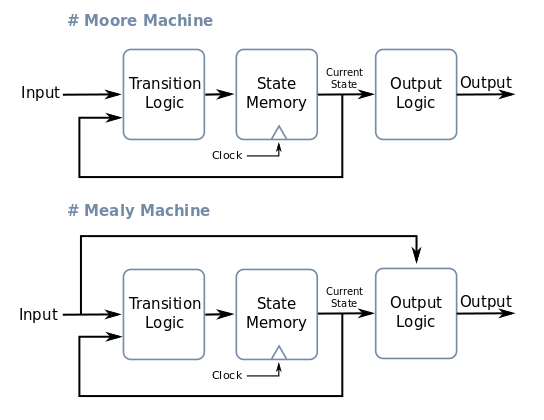 # Moore Machine
Input
Transition
Logic
State
Memory
Clock
Current
State
Output
Logic
Output
# Mealy Machine
Input
Transition
Logic
State
Memory
Clock
Current
State
Output
Logic
Output